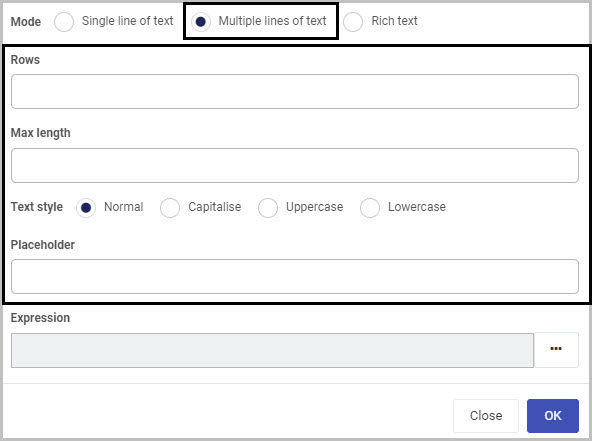 Mode Single line of text Multiple lines of text Rich text
Rows
Max length
Text style Normal Capitalise Uppercase Lowercase
Placeholder
Expression
...
Close OK